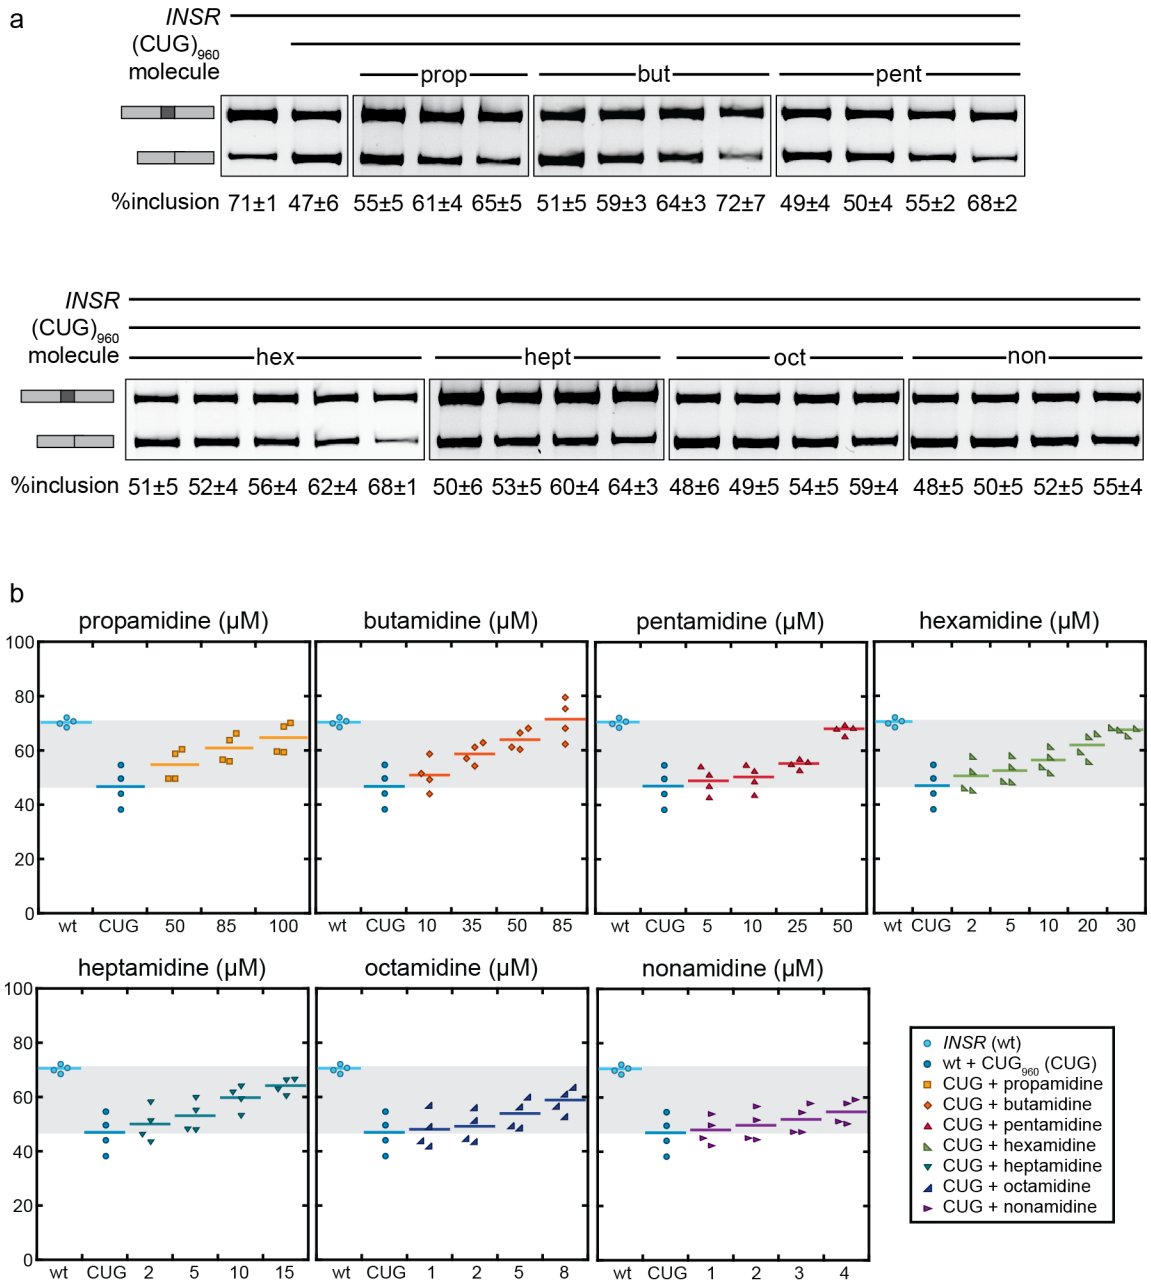 a
INSR
(CUG)960
molecule
prop
but
pent
%inclusion 71±1 47±6 55±5 61±4 65±5 51±5 59±3 64±3 72±7 49±4 50±4 55±2 68±2
INSR
(CUG)960
molecule
hex
hept
oct
non
%inclusion 51±5 52±4 56±4 62±4 68±1 50±6 53±5 60±4 64±3 48±6 49±5 54±5 59±4 48±5 50±5 52±5 55±4
b
propamidine (µM)
butamidine (µM)
pentamidine (µM)
hexamidine (µM)
100
80
60
40
20
0
wt CUG 50 85 100
wt CUG 10 35 50 85
wt CUG 5 10 25 50
wt CUG 2 5 10 20 30
heptamidine (µM)
octamidine (µM)
nonamidine (µM)
100
80
60
40
20
0
wt CUG 2 5 10 15
wt CUG 1 2 5 8
wt CUG 1 2 3 4
INSR (wt)
wt + CUG960 (CUG)
CUG + propamidine
CUG + butamidine
CUG + pentamidine
CUG + hexamidine
CUG + heptamidine
CUG + octamidine
CUG + nonamidine